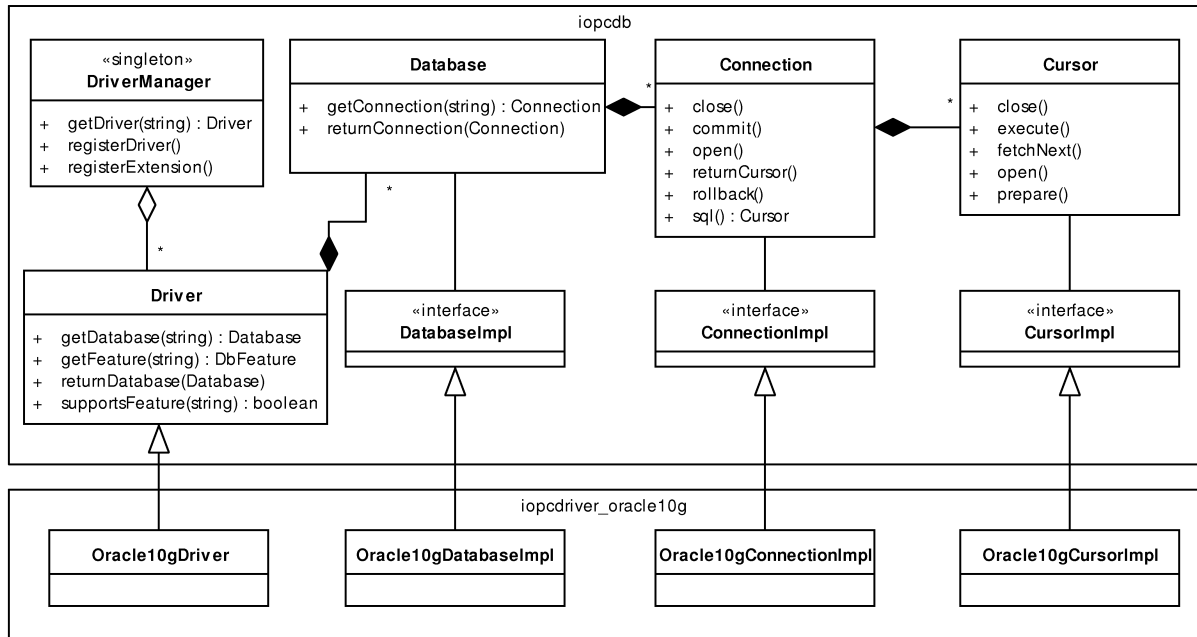 iopcdb
«singleton»
DriverManager
+ getDriver(string) : Driver
+ registerDriver()
+ registerExtension()
Database
+ getConnection(string) : Connection
+ returnConnection(Connection)
*
Connection
+ close()
+ commit()
+ open()
+ returnCursor()
+ rollback()
+ sql() : Cursor
*
Cursor
+ close()
+ execute()
+ fetchNext()
+ open()
+ prepare()
*
*
Driver
+ getDatabase(string) : Database
+ getFeature(string) : DbFeature
+ returnDatabase(Database)
+ supportsFeature(string) : boolean
«interface»
DatabaseImpl
«interface»
ConnectionImpl
«interface»
CursorImpl
iopcdriver_oracle10g
Oracle10gDriver
Oracle10gDatabaseImpl
Oracle10gConnectionImpl
Oracle10gCursorImpl